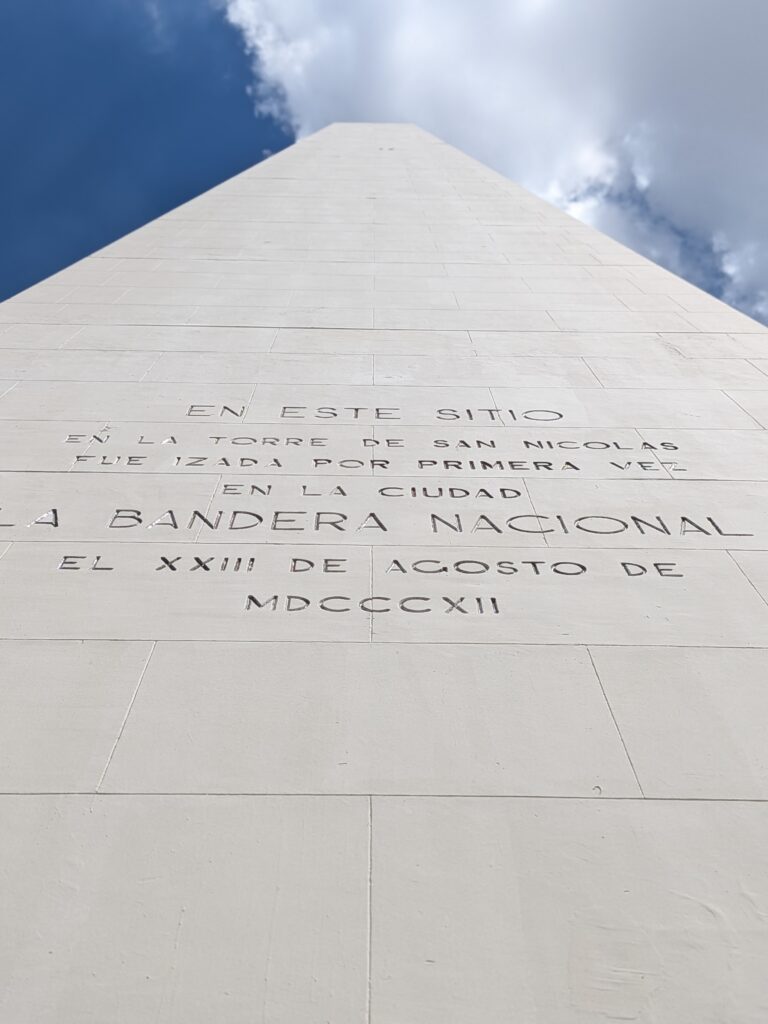 EN ESTE SITIO
EN LA TORRE DE SAN NICOLAS
FUE IZADA POR PRIMERA VEZ
EN LA CIUDAD
LA BANDERA NACIONAL
EL XXIII DE AGOSTO DE
MDCCCXII